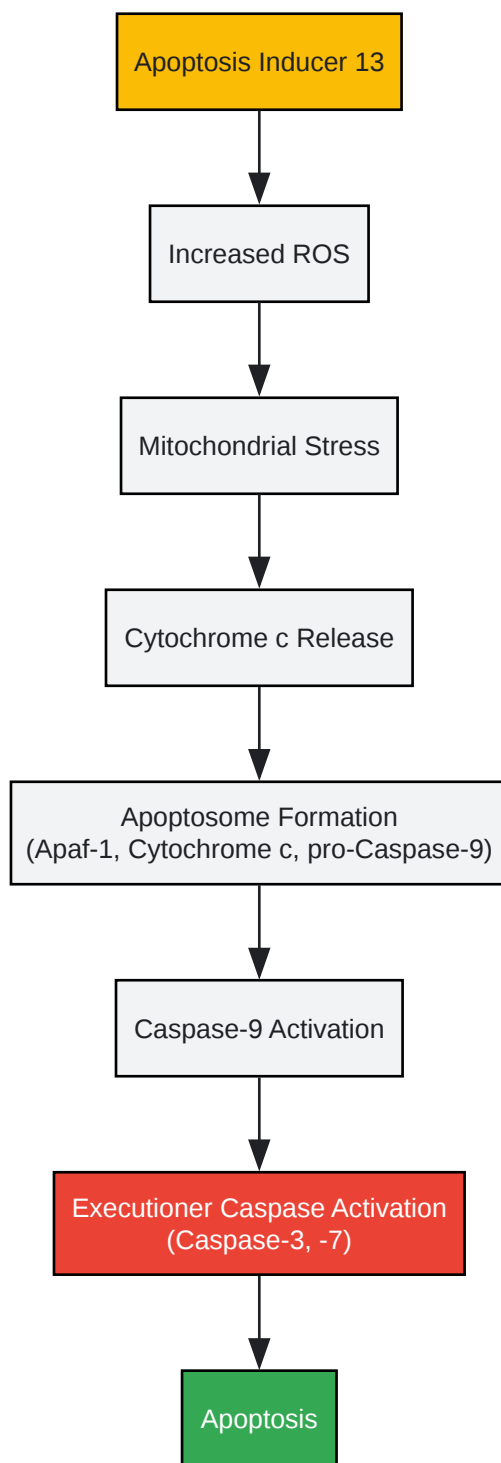 Apoptosis Inducer 13
Increased ROS
Mitochondrial Stress
Cytochrome c Release
Apoptosome Formation
(Apaf-1, Cytochrome c, pro-Caspase-9)
Caspase-9 Activation
Executioner Caspase Activation
(Caspase-3, -7)
Apoptosis